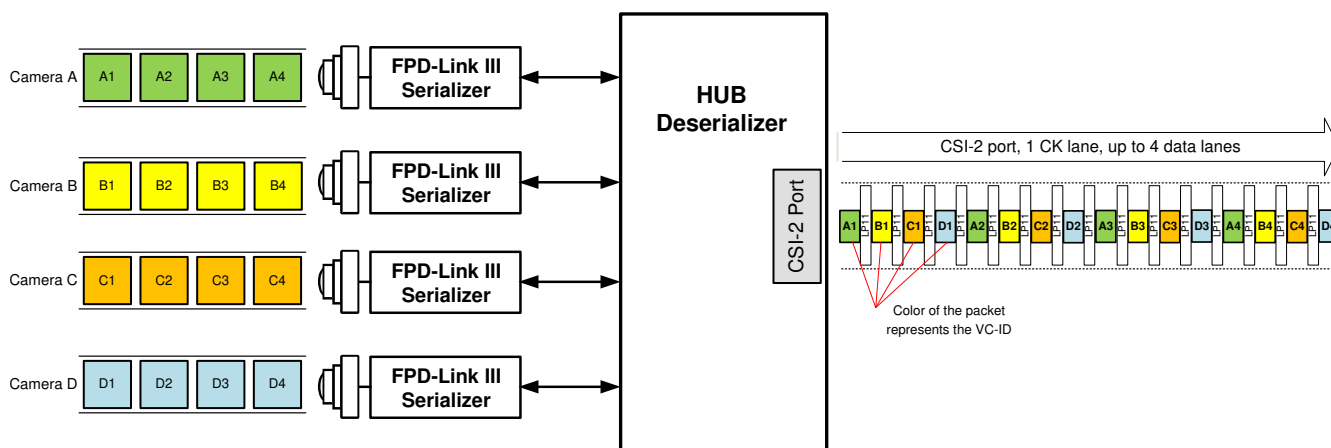 Camera A
A1 A2 A3 A4
FPD-Link III
Serializer
Camera B
B1 B2 B3 B4
FPD-Link III
Serializer
Camera C
C1 C2 C3 C4
FPD-Link III
Serializer
Camera D
D1 D2 D3 D4
FPD-Link III
Serializer
HUB
Deserializer
CSI-2 Port
CSI-2 port, 1 CK lane, up to 4 data lanes
A1 LP11 B1 LP11 C1 LP11 D1 LP11 A2 LP11 B2 LP11 C2 LP11 D2 LP11 A3 LP11 B3 LP11 C3 LP11 D3 LP11 A4 LP11 B4 LP11 C4 LP11 D4
Color of the packet
represents the VC-ID